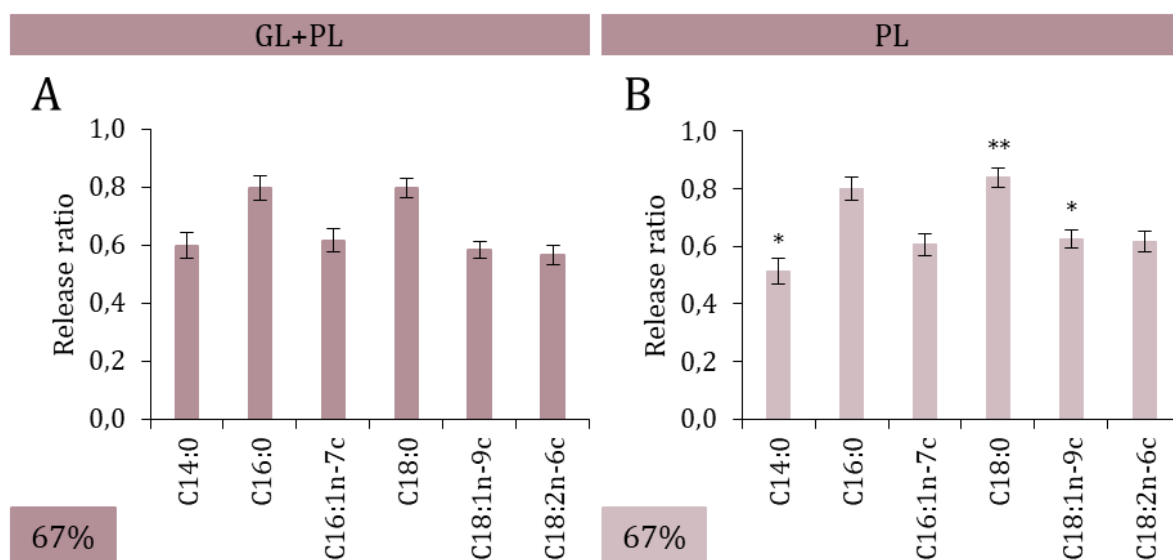 GL+PL
A
Release ratio
1,0
0,8
0,6
0,4
0,2
0,0
C14:0
C16:0
C16:1n-7c
C18:0
C18:1n-9c
C18:2n-6c
67%
PL
B
Release ratio
1,0
0,8
0,6
0,4
0,2
0,0
*
**
*
C14:0
C16:0
C16:1n-7c
C18:0
C18:1n-9c
C18:2n-6c
67%